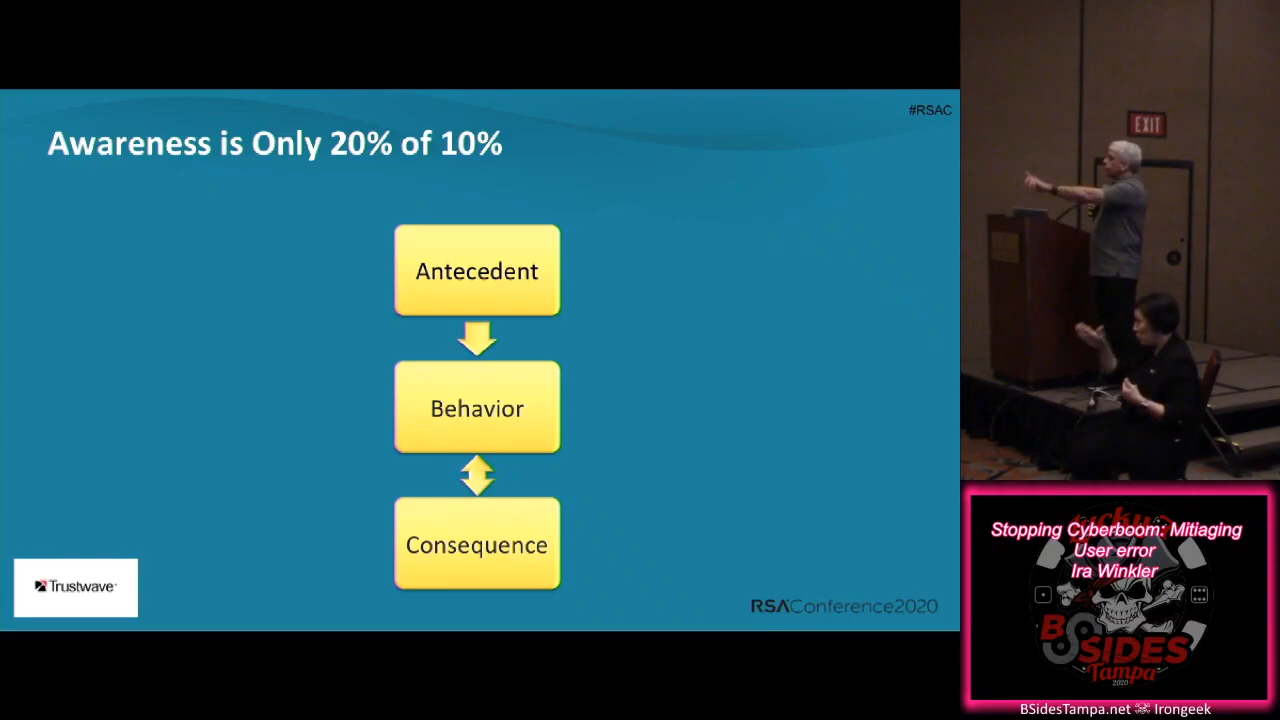 #RSAC
Awareness is Only 20% of 10%
Antecedent
Behavior
Consequence
Trustwave
RSAConference2020
EXIT
Stopping Cyberboom: Mitiaging
User error
Ira Winkler
BSIDES
Tampa
2020
BSidesTampa.net Irongeek